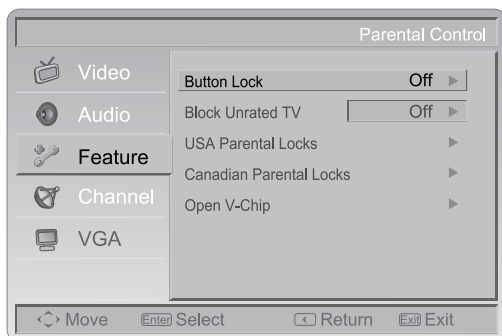 Parental Control
Video
Audio
Feature
Channel
VGA
Button Lock Off
Block Unrated TV Off
USA Parental Locks
Canadian Parental Locks
Open V-Chip
Move Enter Select Return Exit Exit